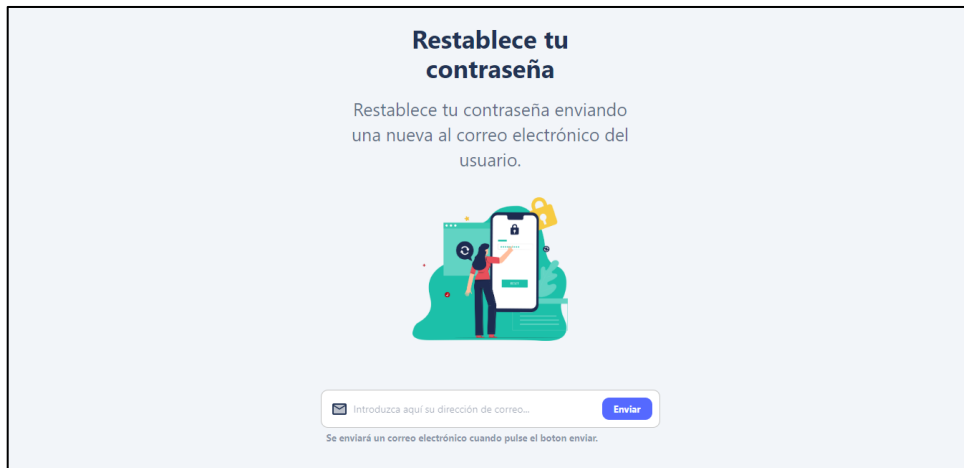 Restablece tu
contraseña
Restablece tu contraseña enviando
una nueva al correo electrónico del
usuario.
Introduzca aquí su dirección de correo...
Enviar
Se enviará un correo electrónico cuando pulse el boton enviar.